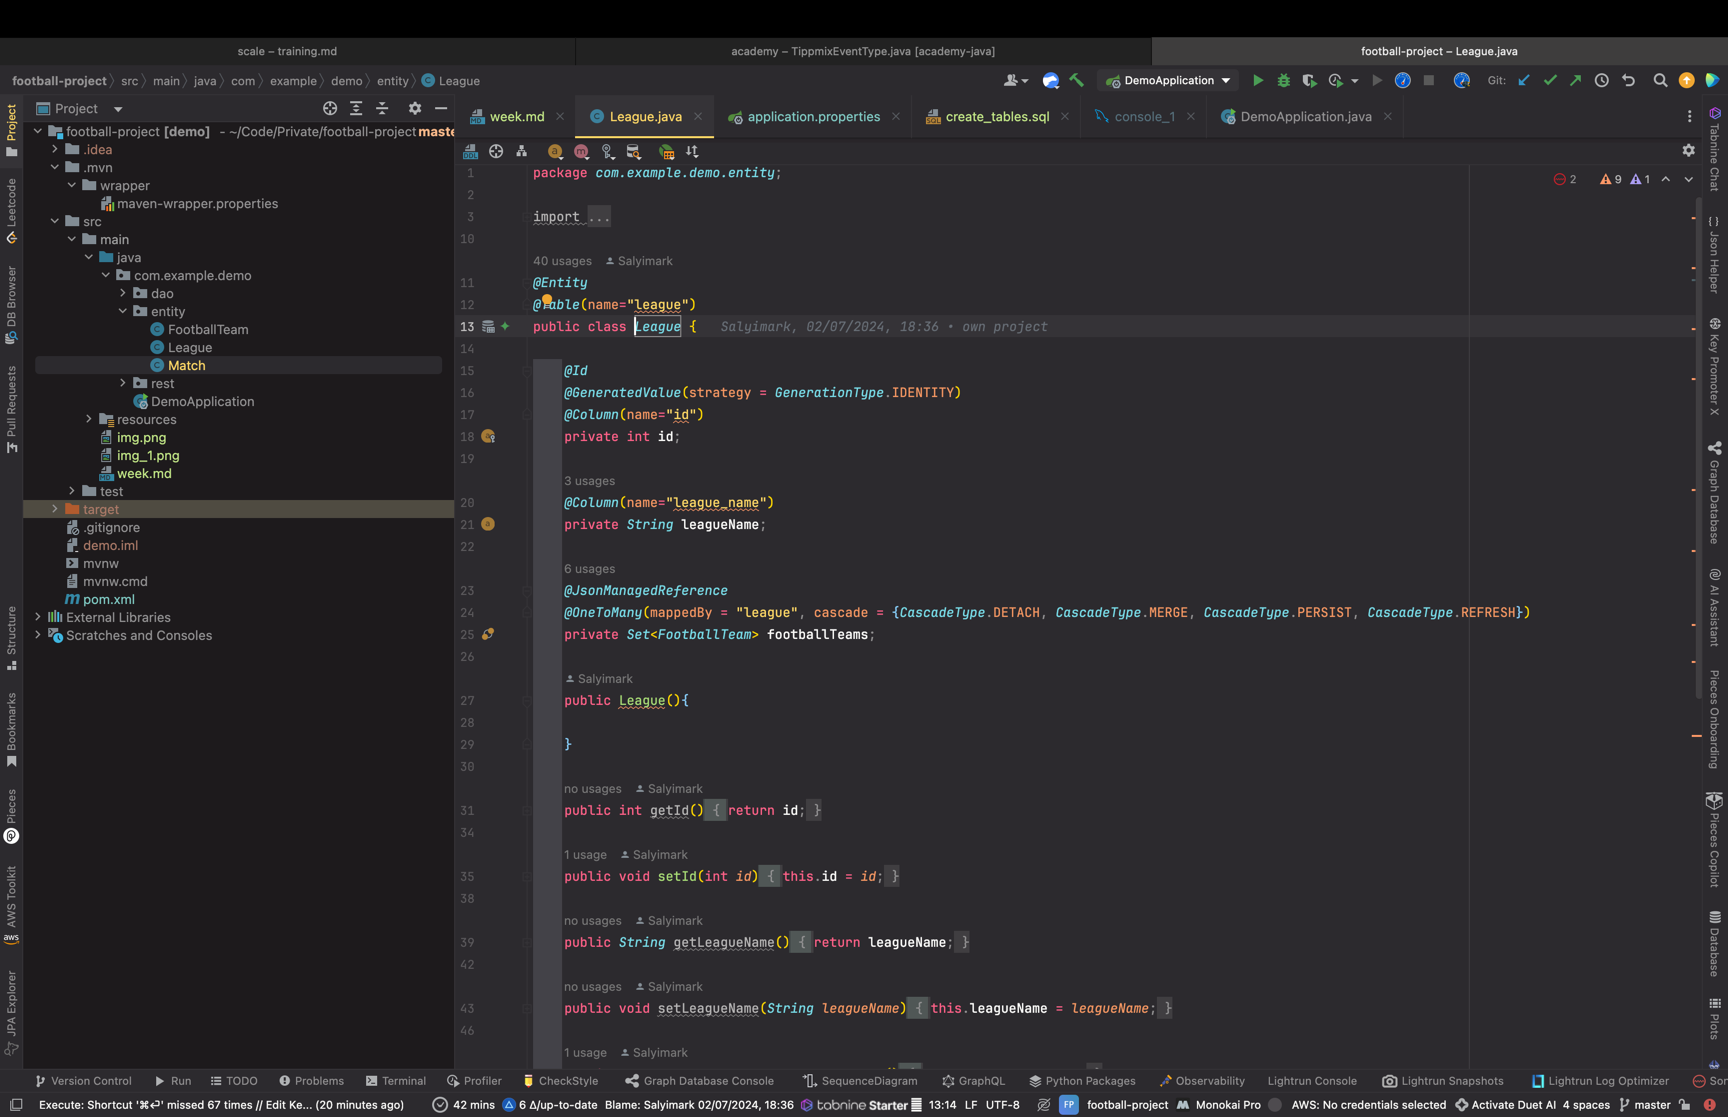 scale – training.md
academy – TippmixEventType.java [academy-java]
football-project – League.java
football-project src main java com example demo entity League
DemoApplication
Git:
Project
week.md
League.java
application.properties
create_tables.sql
console_1
DemoApplication.java
football-project [demo] - ~/Code/Private/football-project maste
.idea
.mvn
wrapper
maven-wrapper.properties
src
main
java
com.example.demo
dao
entity
FootballTeam
League
Match
rest
DemoApplication
resources
img.png
img_1.png
week.md
test
target
.gitignore
demo.iml
mvnw
mvnw.cmd
pom.xml
External Libraries
Scratches and Consoles
Project
Leetcode
DB Browser
Pull Requests
Structure
Bookmarks
Pieces
AWS Toolkit
aws
JPA Explorer
2 9 1
1 package com.example.demo.entity;
2
3 import ...
10
40 usages Salyimark
11 @Entity
12 @Table(name="league")
13 public class League { Salyimark, 02/07/2024, 18:36 • own project
14
15 @Id
16 @GeneratedValue(strategy = GenerationType.IDENTITY)
17 @Column(name="id")
18 private int id;
19
3 usages
20 @Column(name="league_name")
21 private String leagueName;
22
6 usages
23 @JsonManagedReference
24 @OneToMany(mappedBy = "league", cascade = {CascadeType.DETACH, CascadeType.MERGE, CascadeType.PERSIST, CascadeType.REFRESH})
25 private Set<FootballTeam> footballTeams;
26
Salyimark
27 public League(){
28
29 }
30
no usages Salyimark
31 public int getId() { return id; }
34
1 usage Salyimark
35 public void setId(int id) { this.id = id; }
38
no usages Salyimark
39 public String getLeagueName() { return leagueName; }
42
no usages Salyimark
43 public void setLeagueName(String leagueName) { this.leagueName = leagueName; }
46
1 usage Salyimark
Tabnine Chat
Json Helper
Key Promoter X
Graph Database
AI Assistant
Pieces Onboarding
Pieces Copilot
Database
Plots
Version Control Run TODO Problems Terminal Profiler CheckStyle Graph Database Console SequenceDiagram GraphQL Python Packages Observability Lightrun Console Lightrun Snapshots Lightrun Log Optimizer Son
Execute: Shortcut '⌘↩' missed 67 times // Edit Ke... (20 minutes ago) 42 mins 6 Δ/up-to-date Blame: Salyimark 02/07/2024, 18:36 tabnine Starter 13:14 LF UTF-8 FP football-project Monokai Pro AWS: No credentials selected Activate Duet AI 4 spaces master